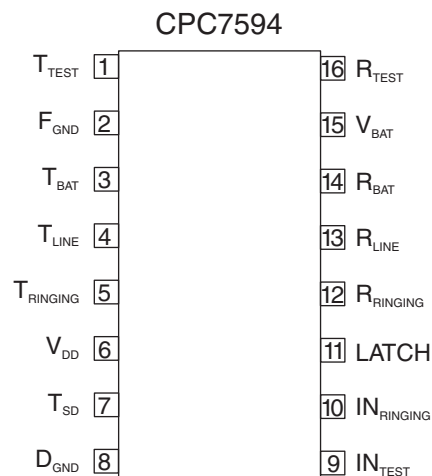 CPC7594
T_TEST 1 16 R_TEST
F_GND 2 15 V_BAT
T_BAT 3 14 R_BAT
T_LINE 4 13 R_LINE
T_RINGING 5 12 R_RINGING
V_DD 6 11 LATCH
T_SD 7 10 IN_RINGING
D_GND 8 9 IN_TEST